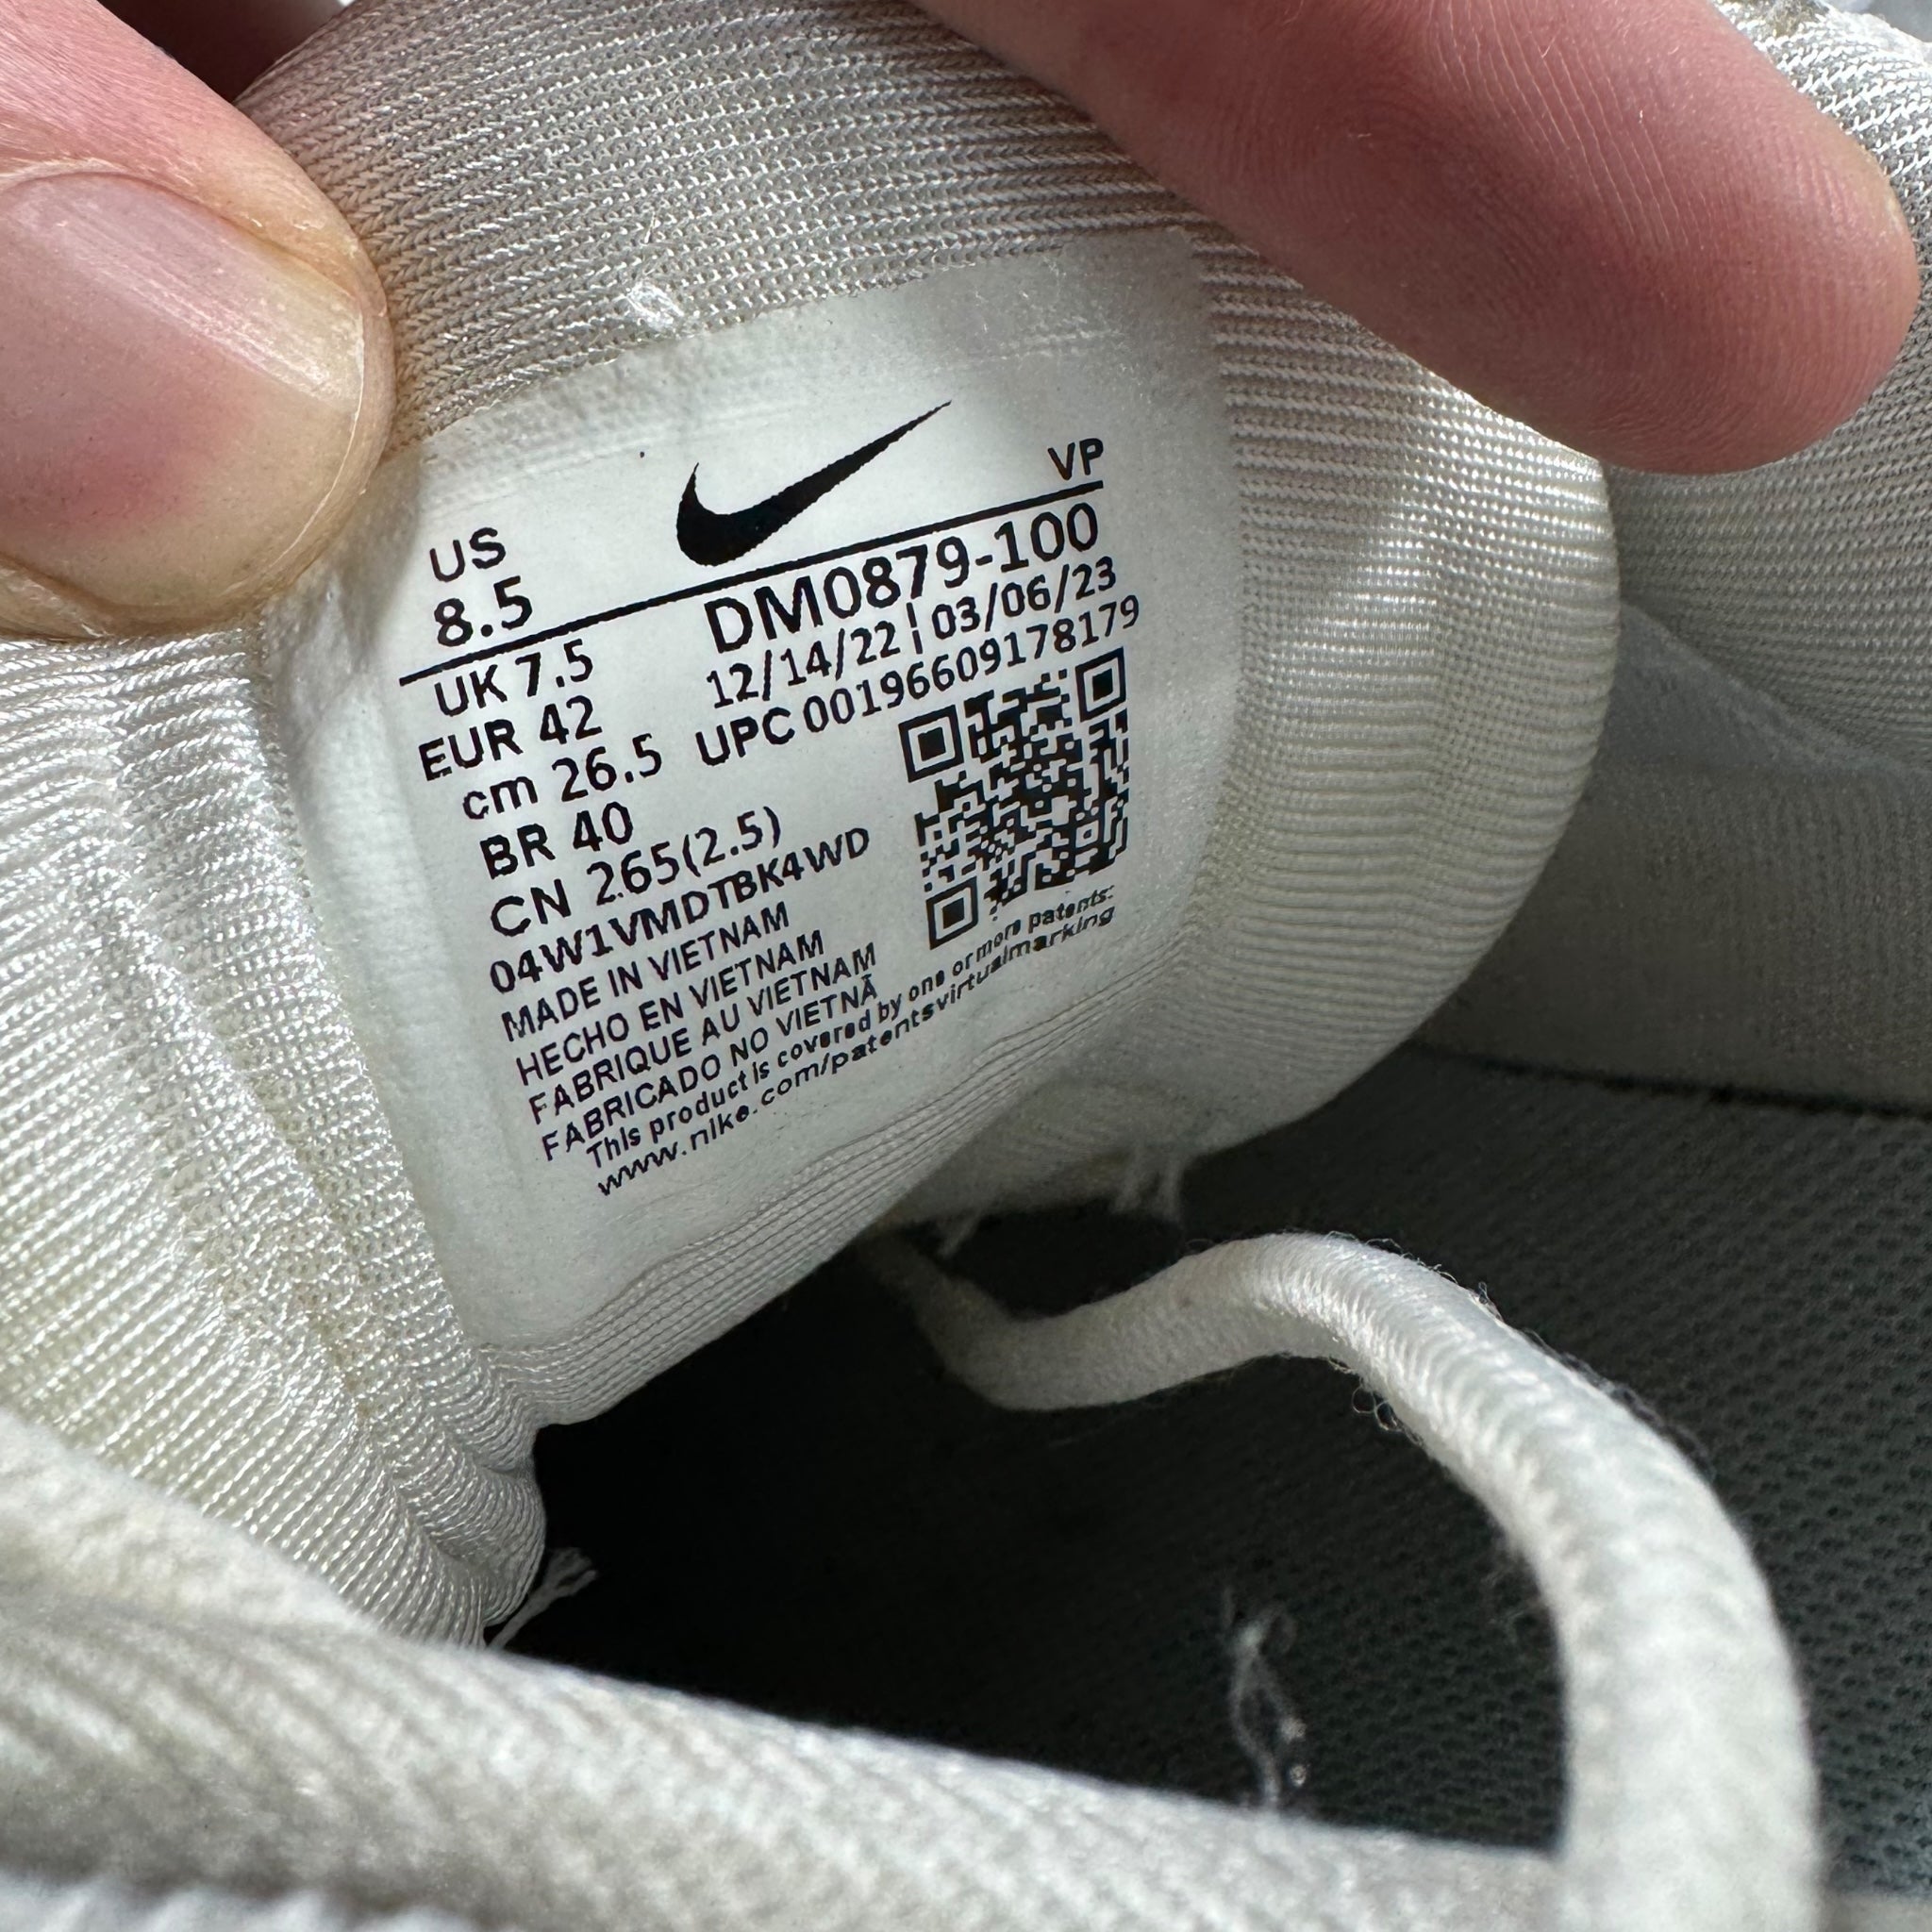 VP
US
8.5
DM0879-100
UK 7.5
12/14/22 ¦ 03/06/23
EUR 42
UPC 00196609178179
cm 26.5
BR 40
CN 265(2.5)
04W1VMDTBK4WD
MADE IN VIETNAM
HECHO EN VIETNAM
FABRIQUE AU VIETNAM
FABRICADO NO VIETNÃ
This product is covered by one or more patents:
www.nike.com/patentsvirtualmarking